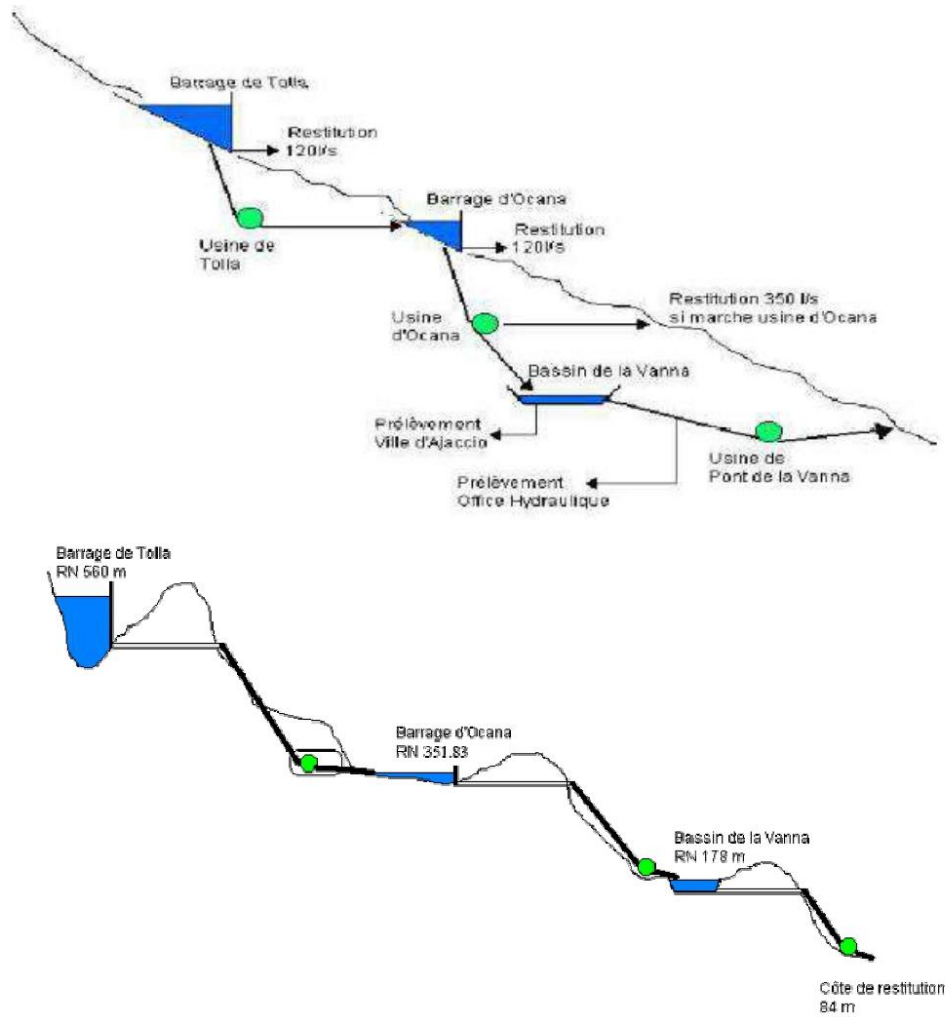 Barrage de Tolla
Restitution
120l/s
Barrage d'Ocana
Usine de
Tolla
Restitution
120l/s
Usine
d'Ocana
Restitution 350 l/s
si marche usine d'Ocana
Bassin de la Vanna
Prélèvement
Ville d'Ajaccio
Usine de
Pont de la Vanna
Prélèvement
Office Hydraulique
Barrage de Tolla
RN 560 m
Barrage d'Ocana
RN 351.83
Bassin de la Vanna
RN 178 m
Côte de restitution
84 m